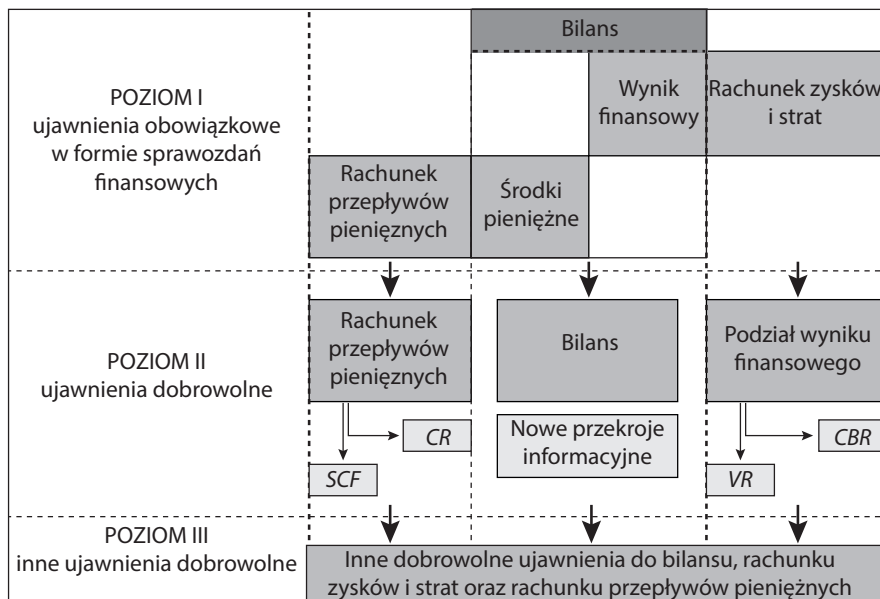 Bilans
POZIOM I
ujawnienia obowiązkowe
w formie sprawozdań
finansowych
Wynik
finansowy
Rachunek zysków
i strat
Rachunek
przepływów
pienięznych
Środki
pieniężne
POZIOM II
ujawnienia dobrowolne
Rachunek
przepływów
pienięznych
Bilans
Podział wyniku
finansowego
CR
SCF
Nowe przekroje
informacyjne
CBR
VR
POZIOM III
inne ujawnienia dobrowolne
Inne dobrowolne ujawnienia do bilansu, rachunku
zysków i strat oraz rachunku przepływów pieniężnych